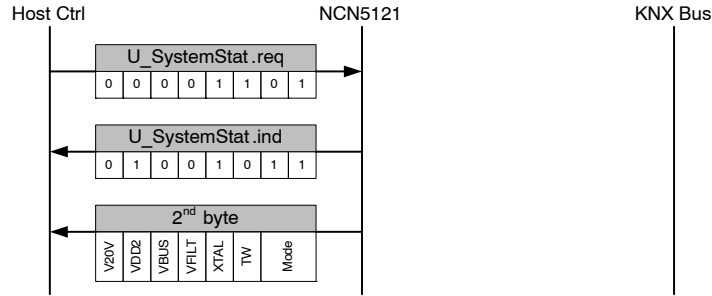 Host Ctrl NCN5121 KNX Bus
U_SystemStat.req
0 0 0 0 1 1 0 1
U_SystemStat.ind
0 1 0 0 1 0 1 1
2nd byte
V20V VDD2 VBUS VFILT XTAL TW Mode